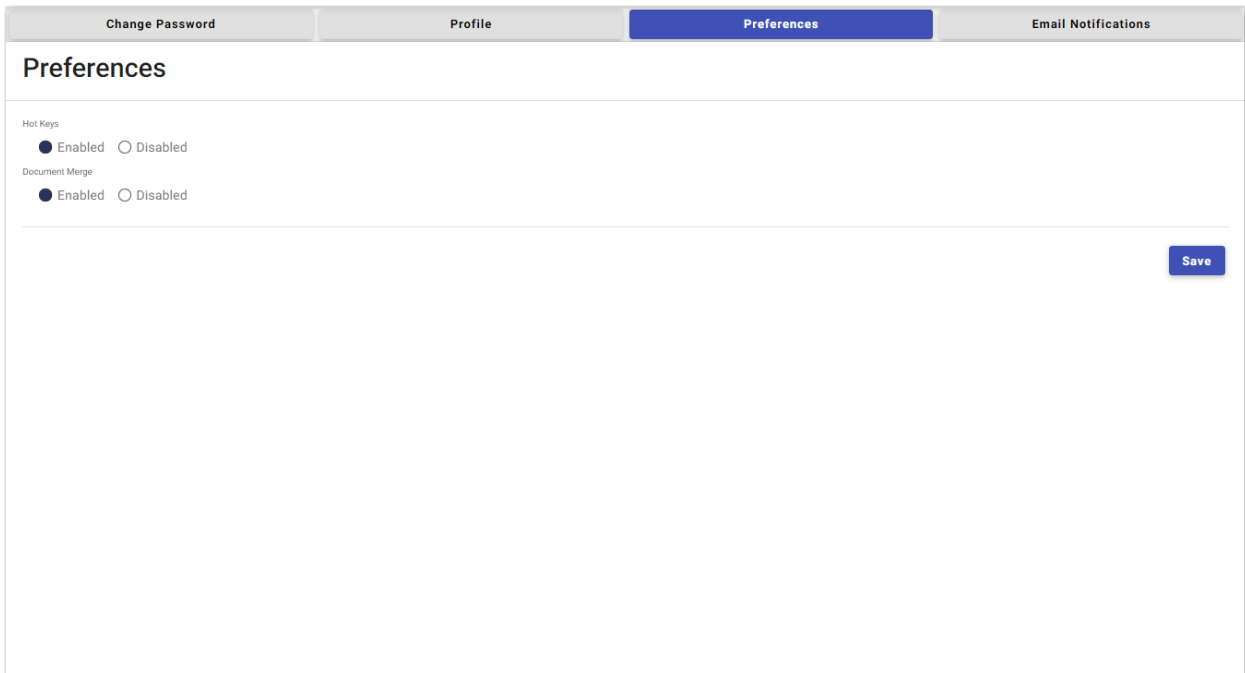 Change Password Profile Preferences Email Notifications
Preferences
Hot Keys
Enabled Disabled
Document Merge
Enabled Disabled
Save